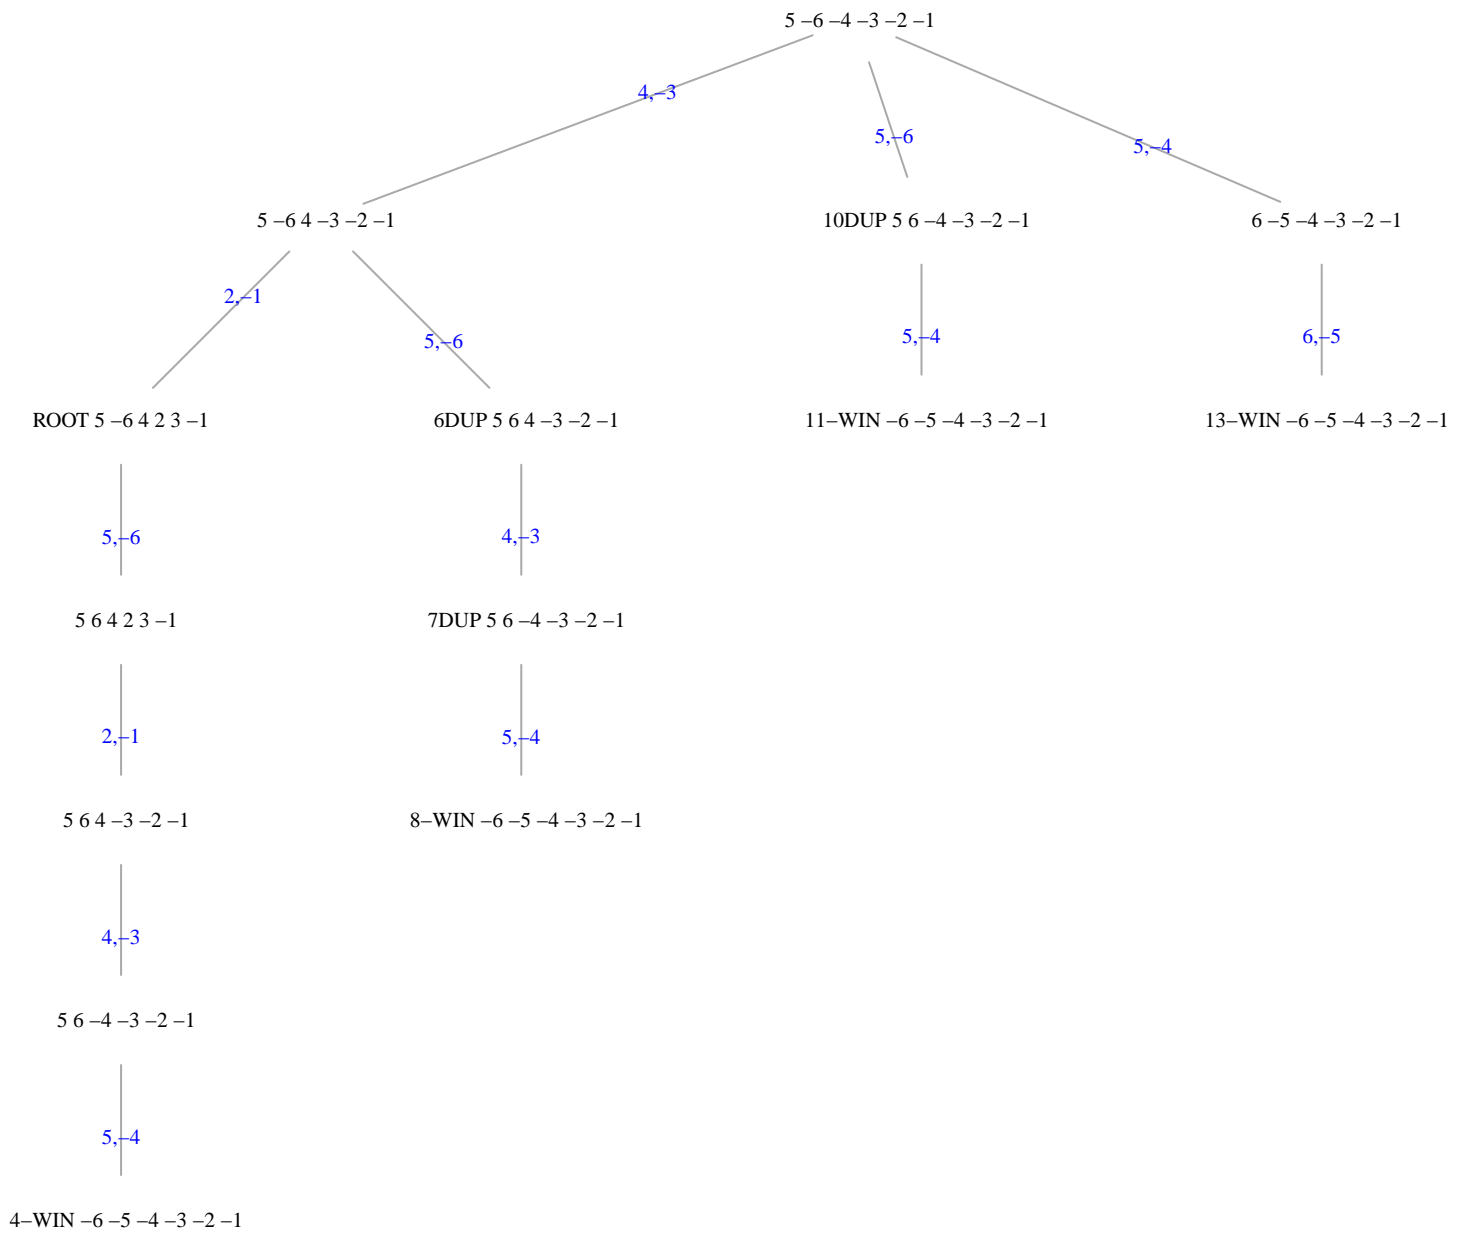 5 –6 –4 –3 –2 –1
4,–3
5,–6
5,–4
5 –6 4 –3 –2 –1
10DUP 5 6 –4 –3 –2 –1
6 –5 –4 –3 –2 –1
2,–1
5,–6
5,–4
6,–5
ROOT 5 –6 4 2 3 –1
6DUP 5 6 4 –3 –2 –1
11–WIN –6 –5 –4 –3 –2 –1
13–WIN –6 –5 –4 –3 –2 –1
5,–6
4,–3
5 6 4 2 3 –1
7DUP 5 6 –4 –3 –2 –1
2,–1
5,–4
5 6 4 –3 –2 –1
8–WIN –6 –5 –4 –3 –2 –1
4,–3
5 6 –4 –3 –2 –1
5,–4
4–WIN –6 –5 –4 –3 –2 –1